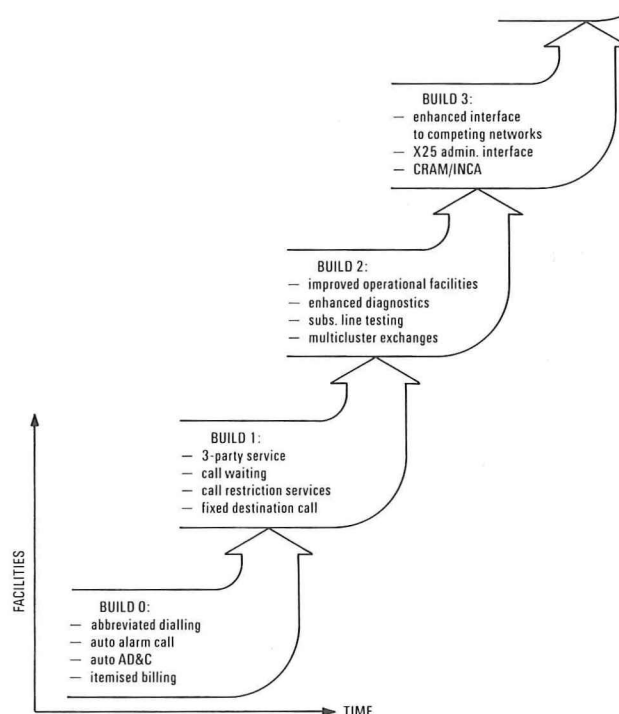 BUILD 3:
— enhanced interface
to competing networks
— X25 admin. interface
— CRAM/INCA
BUILD 2:
— improved operational facilities
— enhanced diagnostics
— subs. line testing
— multicluster exchanges
BUILD 1:
— 3-party service
— call waiting
— call restriction services
— fixed destination call
BUILD 0:
— abbreviated dialling
— auto alarm call
— auto AD&C
— itemised billing
FACILITIES
TIME